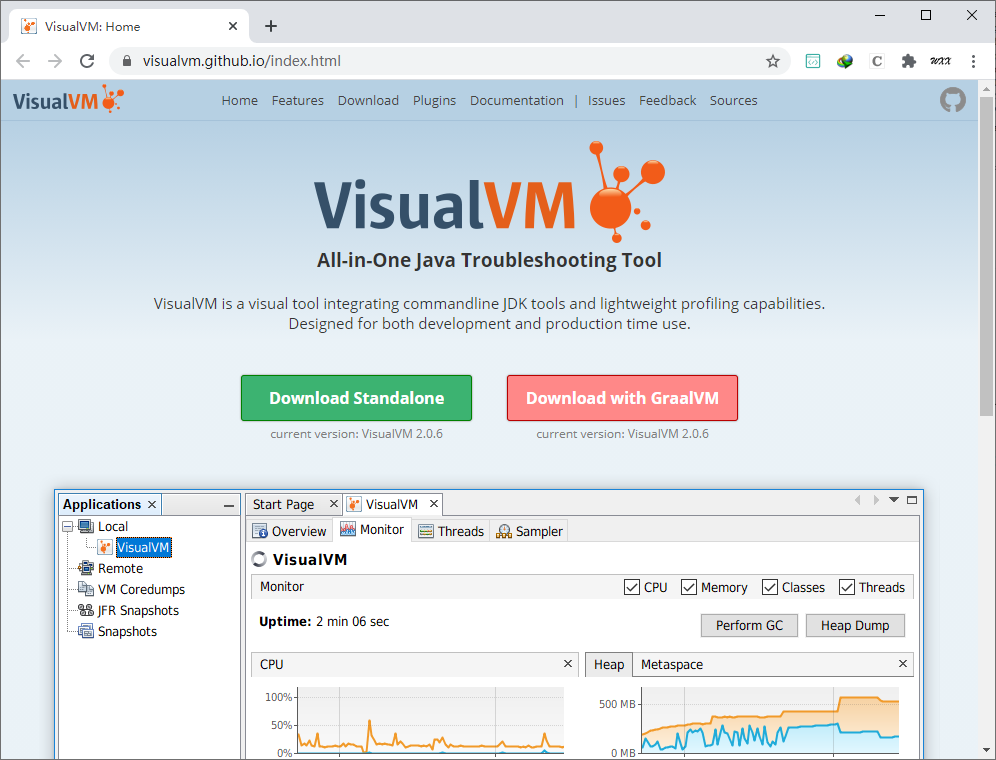 VisualVM: Home
visualvm.github.io/index.html
C
wxx
VisualVM
Home Features Download Plugins Documentation | Issues Feedback Sources
VisualVM
All-in-One Java Troubleshooting Tool
VisualVM is a visual tool integrating commandline JDK tools and lightweight profiling capabilities.
Designed for both development and production time use.
Download Standalone
Download with GraalVM
current version: VisualVM 2.0.6
current version: VisualVM 2.0.6
Applications
Local
VisualVM
Remote
VM Coredumps
JFR Snapshots
Snapshots
Start Page
VisualVM
Overview Monitor Threads Sampler
VisualVM
Monitor
CPU Memory Classes Threads
Uptime: 2 min 06 sec
Perform GC
Heap Dump
CPU
100%
50%
0%
Heap Metaspace
500 MB
0 MB